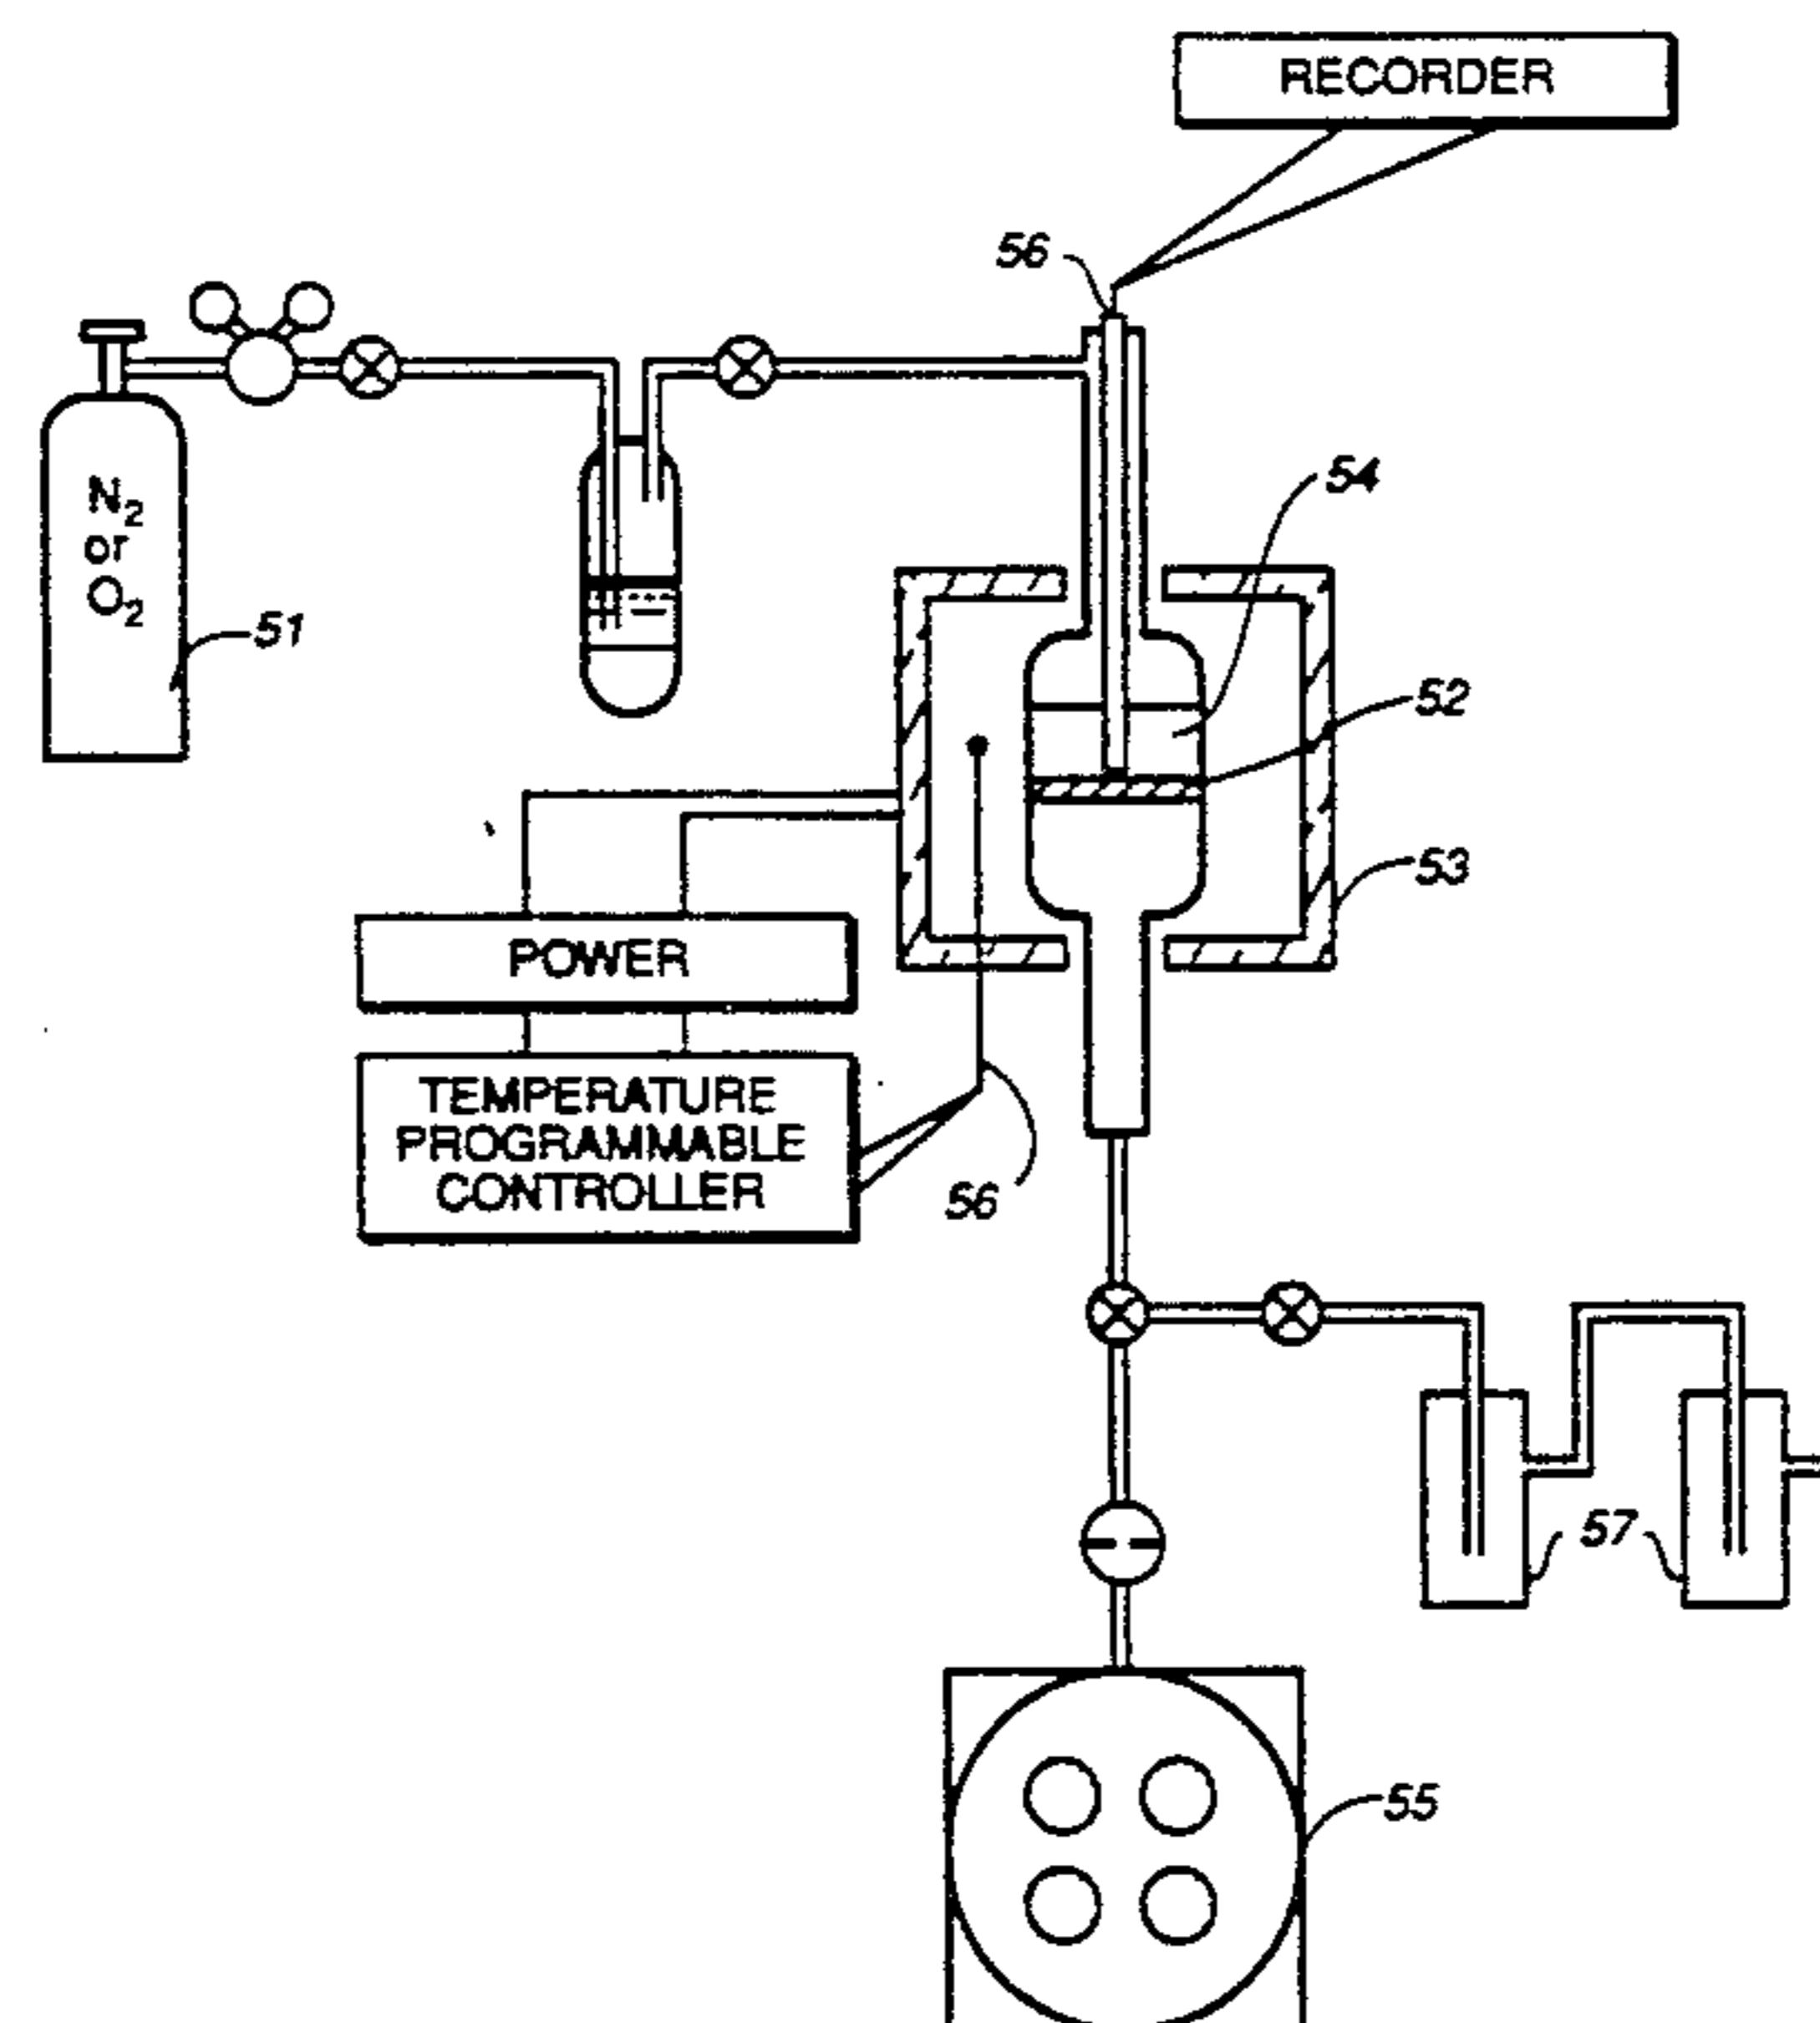 RECORDER
56
54
N2
or
O2
51
52
53
POWER
TEMPERATURE
PROGRAMMABLE
CONTROLLER
56
57
55